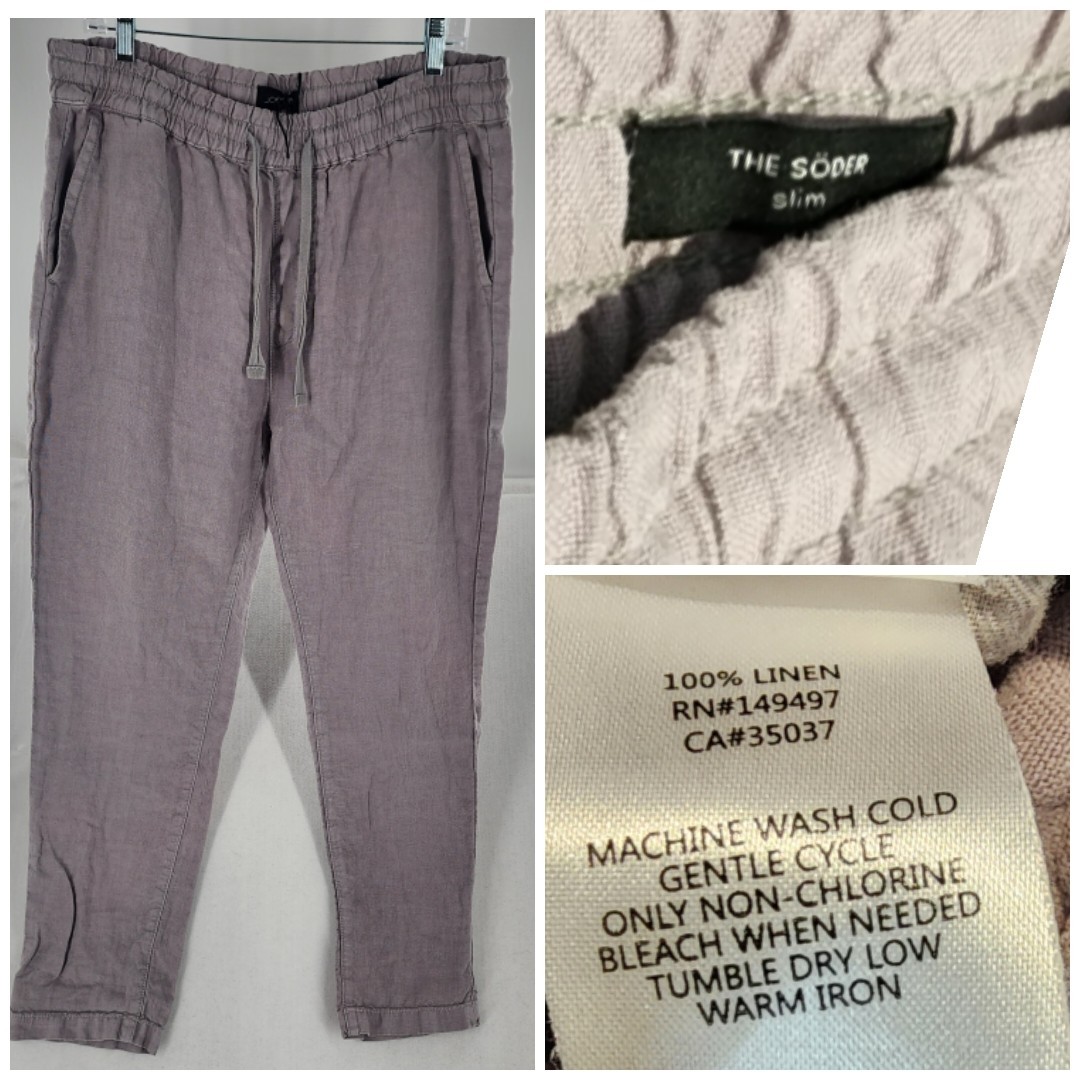 THE SÖDER
slim
100% LINEN
RN#149497
CA#35037
MACHINE WASH COLD
GENTLE CYCLE
ONLY NON-CHLORINE
BLEACH WHEN NEEDED
TUMBLE DRY LOW
WARM IRON